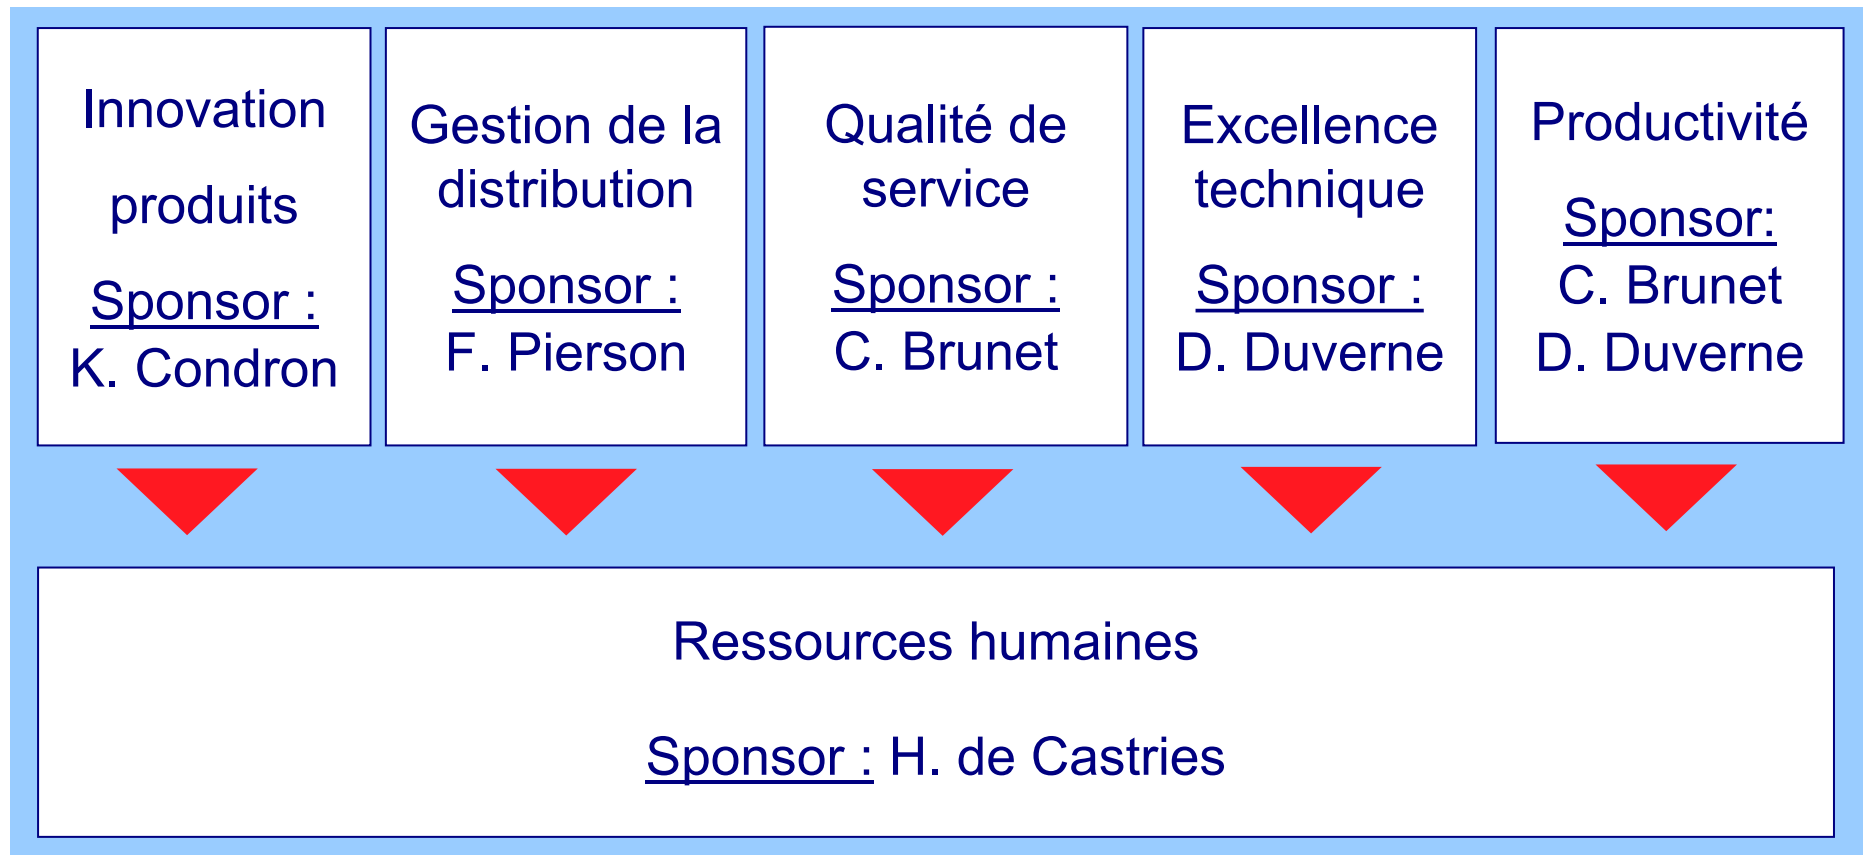 Innovation
produits
Sponsor :
K. Condron
Gestion de la
distribution
Sponsor :
F. Pierson
Qualité de
service
Sponsor :
C. Brunet
Excellence
technique
Sponsor :
D. Duverne
Productivité
Sponsor:
C. Brunet
D. Duverne
Ressources humaines
Sponsor : H. de Castries